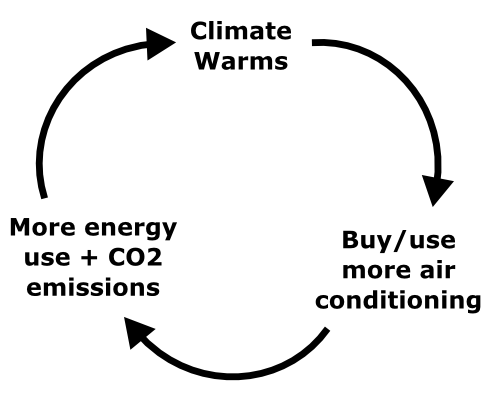 Climate
Warms
Buy/use
more air
conditioning
More energy
use + CO2
emissions